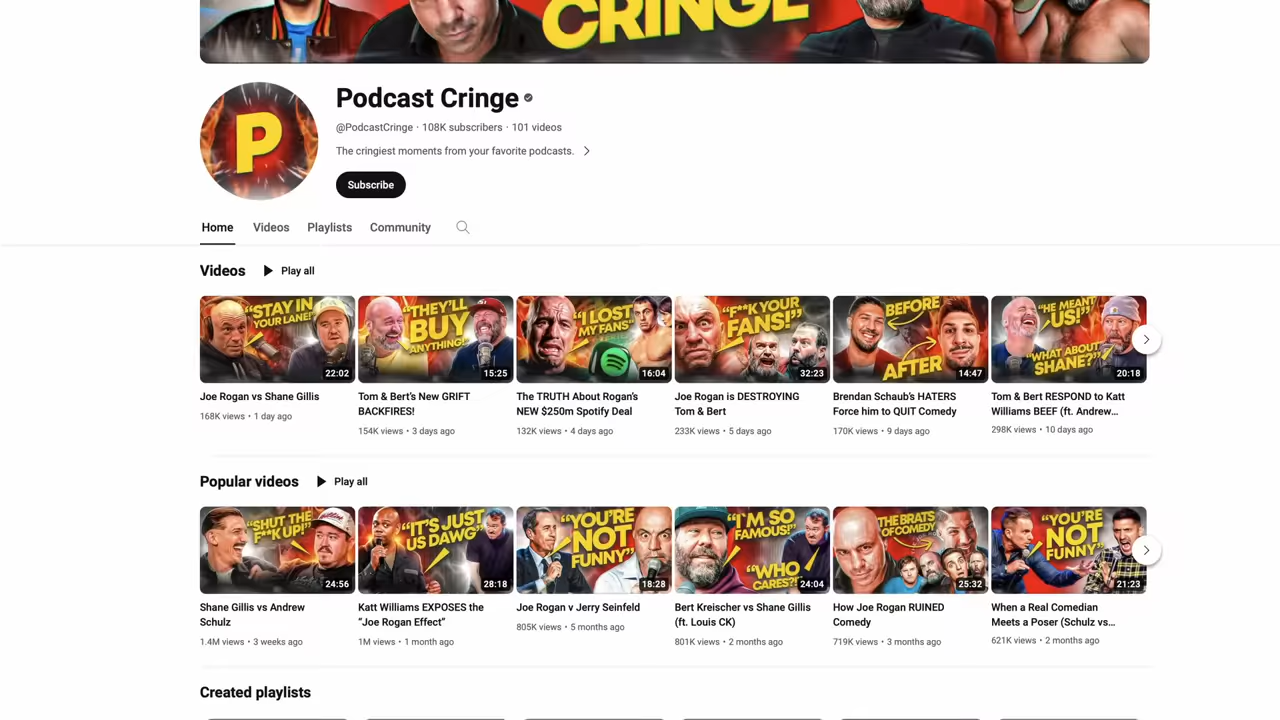 CRINGE
P
Podcast Cringe
@PodcastCringe · 108K subscribers · 101 videos
The cringiest moments from your favorite podcasts.
Subscribe
Home Videos Playlists Community
Videos Play all
"STAY IN
YOUR LANE!"
22:02
"THEY'LL
BUY
ANYTHING!"
15:25
"I LOST
MY FANS"
16:04
"F**K YOUR
FANS!"
32:23
BEFORE
AFTER
14:47
"HE MEANT
US!"
"WHAT ABOUT
SHANE?"
20:18
Joe Rogan vs Shane Gillis
168K views • 1 day ago
Tom & Bert's New GRIFT
BACKFIRES!
154K views • 3 days ago
The TRUTH About Rogan's
NEW $250m Spotify Deal
132K views • 4 days ago
Joe Rogan is DESTROYING
Tom & Bert
233K views • 5 days ago
Brendan Schaub's HATERS
Force him to QUIT Comedy
170K views • 9 days ago
Tom & Bert RESPOND to Katt
Williams BEEF (ft. Andrew...
298K views • 10 days ago
Popular videos Play all
"SHUT THE
F**K UP!"
24:56
"IT'S JUST
US DAWG"
28:18
"YOU'RE
NOT
FUNNY"
18:28
"I'M SO
FAMOUS!"
"WHO
CARES?!"
24:04
THE BRATS
OF COMEDY
25:32
"YOU'RE
NOT
FUNNY"
21:23
Shane Gillis vs Andrew
Schulz
1.4M views • 3 weeks ago
Katt Williams EXPOSES the
“Joe Rogan Effect”
1M views • 1 month ago
Joe Rogan v Jerry Seinfeld
805K views • 5 months ago
Bert Kreischer vs Shane Gillis
(ft. Louis CK)
801K views • 2 months ago
How Joe Rogan RUINED
Comedy
719K views • 3 months ago
When a Real Comedian
Meets a Poser (Schulz vs...
621K views • 2 months ago
Created playlists